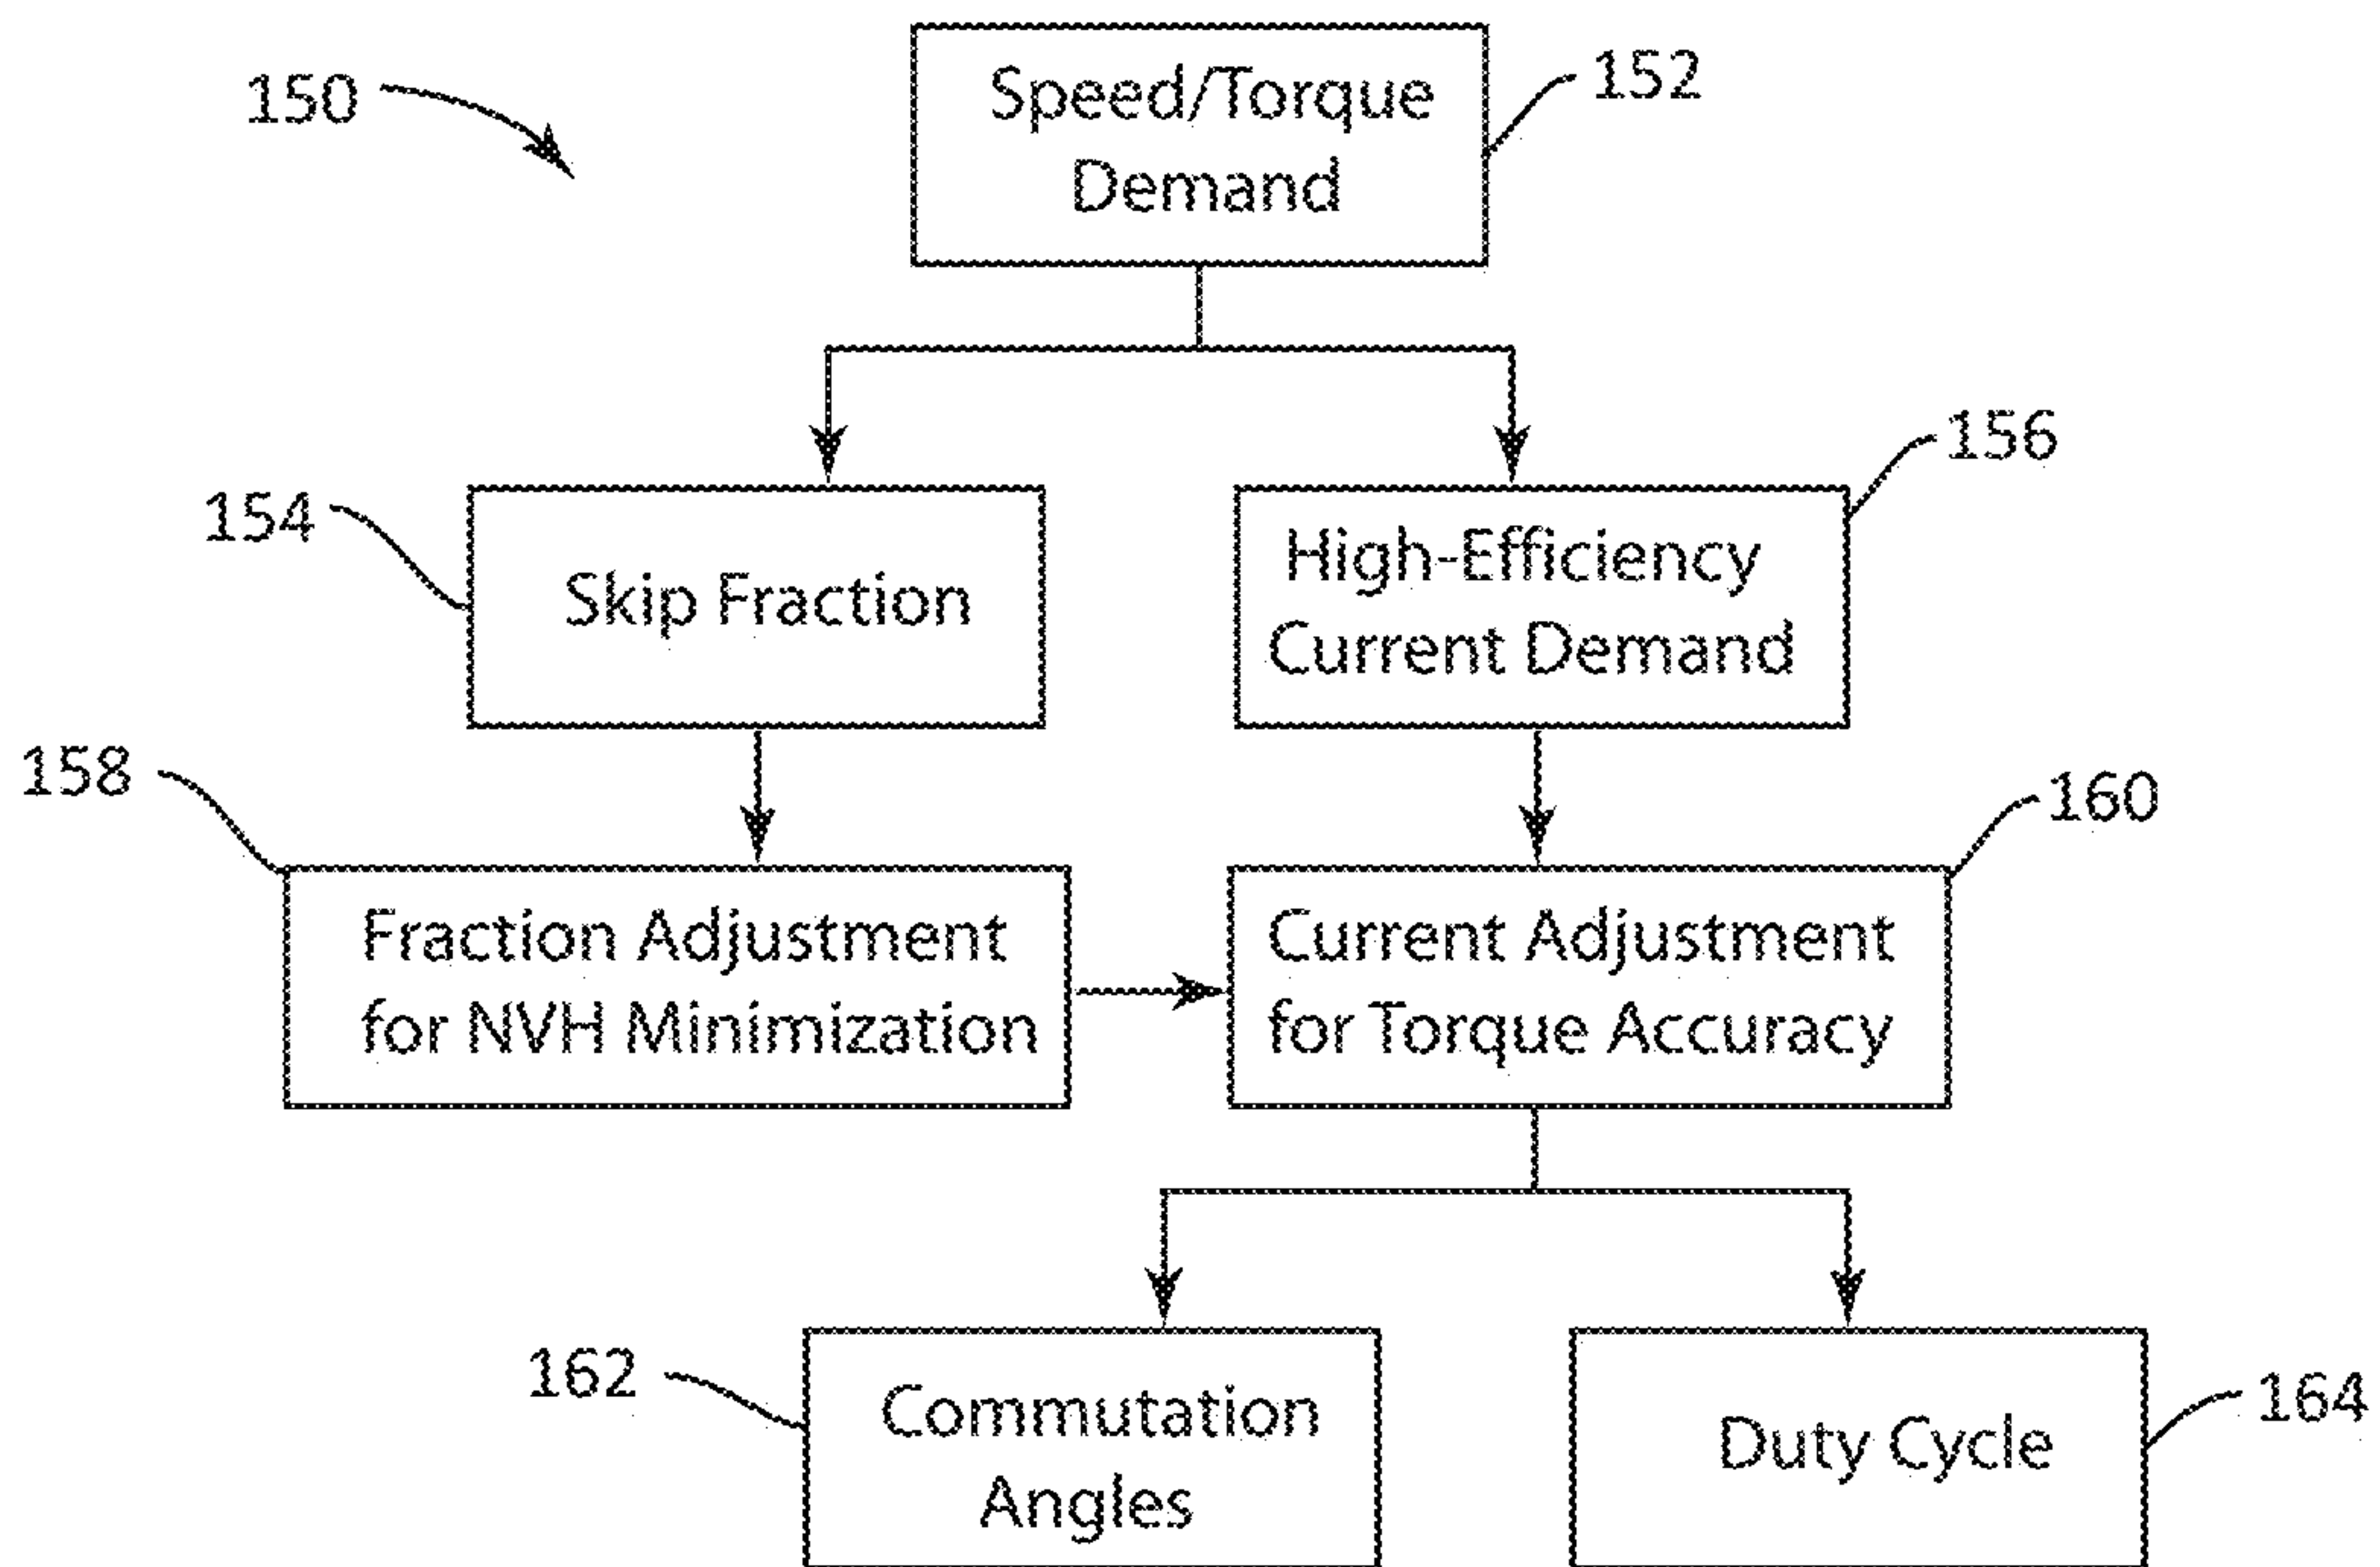 150
Speed/Torque
Demand
152
154
Skip Fraction
High-Efficiency
Current Demand
156
158
Fraction Adjustment
for NVH Minimization
Current Adjustment
for Torque Accuracy
160
162
Commutation
Angles
Duty Cycle
164